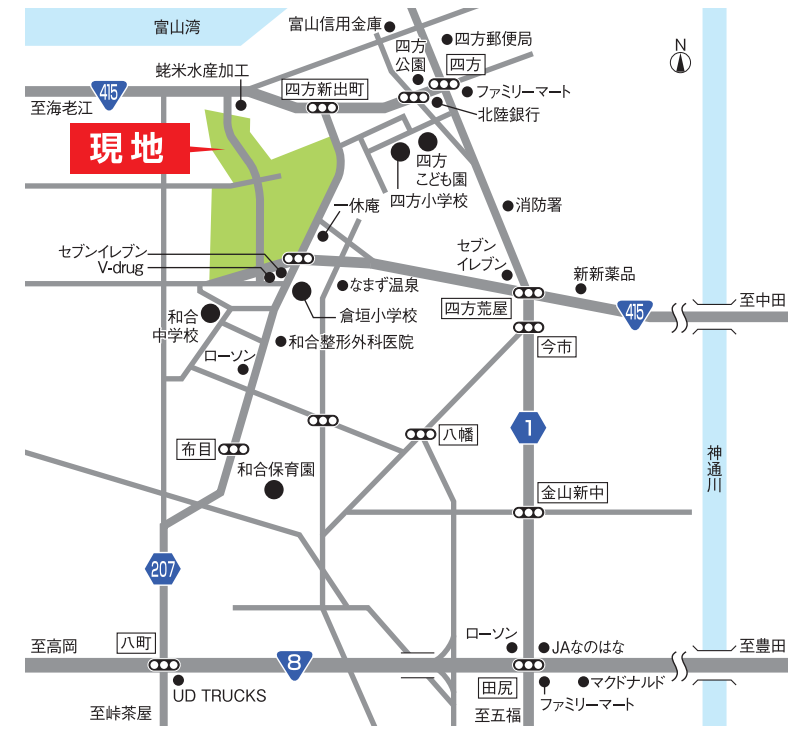 富山湾
富山信用金庫
四方郵便局
四方
公園
四方
N
蛯米水産加工
415
至海老江
四方新出町
ファミリーマート
北陸銀行
現地
四方
こども園
四方小学校
一休庵
消防署
セブンイレブン
V-drug
セブン
イレブン
新新薬品
なまず温泉
至中田
和合
中学校
倉垣小学校
四方荒屋
415
和合整形外科医院
今市
ローソン
布目
八幡
1
和合保育園
神通川
金山新中
207
至高岡
八町
8
ローソン
JAなのはな
至豊田
UD TRUCKS
田尻
マクドナルド
ファミリーマート
至峠茶屋
至五福